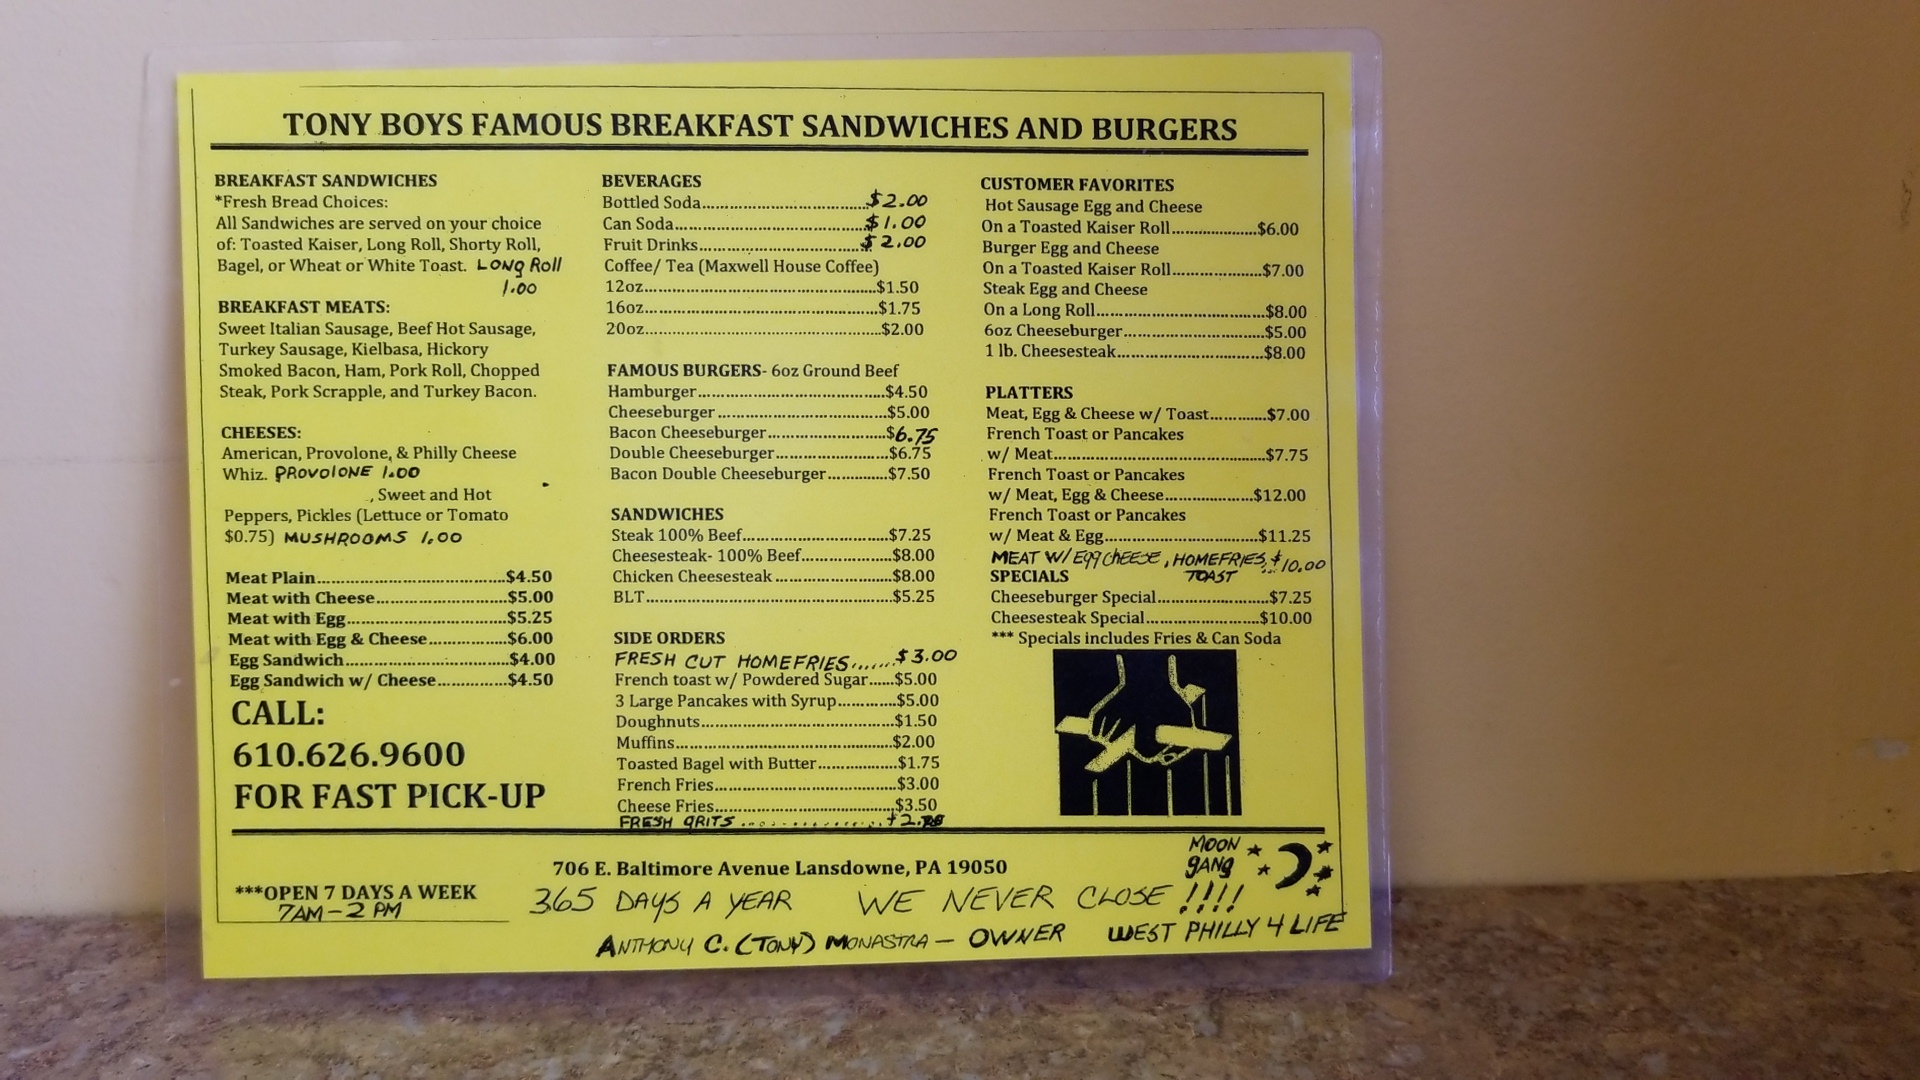 TONY BOYS FAMOUS BREAKFAST SANDWICHES AND BURGERS
BREAKFAST SANDWICHES
*Fresh Bread Choices:
All Sandwiches are served on your choice
of: Toasted Kaiser, Long Roll, Shorty Roll,
Bagel, or Wheat or White Toast. LONG ROLL
1.00
BREAKFAST MEATS:
Sweet Italian Sausage, Beef Hot Sausage,
Turkey Sausage, Kielbasa, Hickory
Smoked Bacon, Ham, Pork Roll, Chopped
Steak, Pork Scrapple, and Turkey Bacon.
CHEESES:
American, Provolone, & Philly Cheese
Whiz. PROVOLONE 1.00
, Sweet and Hot
Peppers, Pickles (Lettuce or Tomato
$0.75) MUSHROOMS 1.00
Meat Plain....................$4.50
Meat with Cheese....................$5.00
Meat with Egg....................$5.25
Meat with Egg & Cheese..............$6.00
Egg Sandwich....................$4.00
Egg Sandwich w/ Cheese.............$4.50
CALL:
610.626.9600
FOR FAST PICK-UP
BEVERAGES
Bottled Soda....................$2.00
Can Soda....................$1.00
Fruit Drinks....................$2.00
Coffee/ Tea (Maxwell House Coffee)
12oz....................$1.50
16oz....................$1.75
20oz....................$2.00
FAMOUS BURGERS- 6oz Ground Beef
Hamburger....................$4.50
Cheeseburger....................$5.00
Bacon Cheeseburger....................$6.75
Double Cheeseburger....................$6.75
Bacon Double Cheeseburger.............$7.50
SANDWICHES
Steak 100% Beef....................$7.25
Cheesesteak- 100% Beef....................$8.00
Chicken Cheesesteak....................$8.00
BLT....................$5.25
SIDE ORDERS
FRESH CUT HOMEFRIES.......$3.00
French toast w/ Powdered Sugar......$5.00
3 Large Pancakes with Syrup............$5.00
Doughnuts....................$1.50
Muffins....................$2.00
Toasted Bagel with Butter................$1.75
French Fries....................$3.00
Cheese Fries....................$3.50
FRESH GRITS....................
CUSTOMER FAVORITES
Hot Sausage Egg and Cheese
On a Toasted Kaiser Roll.................$6.00
Burger Egg and Cheese
On a Toasted Kaiser Roll..................$7.00
Steak Egg and Cheese
On a Long Roll....................$8.00
6oz Cheeseburger....................$5.00
1 lb. Cheesesteak....................$8.00
PLATTERS
Meat, Egg & Cheese w/ Toast............$7.00
French Toast or Pancakes
w/ Meat....................$7.75
French Toast or Pancakes
w/ Meat, Egg & Cheese..................$12.00
French Toast or Pancakes
w/ Meat & Egg....................$11.25
MEAT W/ EGG CHEESE, HOMEFRIES, $10.00
TOAST
SPECIALS
Cheeseburger Special....................$7.25
Cheesesteak Special....................$10.00
*** Specials includes Fries & Can Soda
706 E. Baltimore Avenue Lansdowne, PA 19050
MOON
GANG
***OPEN 7 DAYS A WEEK
7AM - 2 PM
365 DAYS A YEAR WE NEVER CLOSE !!!!
ANTHONY C. (TONY) MONASTRA - OWNER WEST PHILLY 4 LIFE